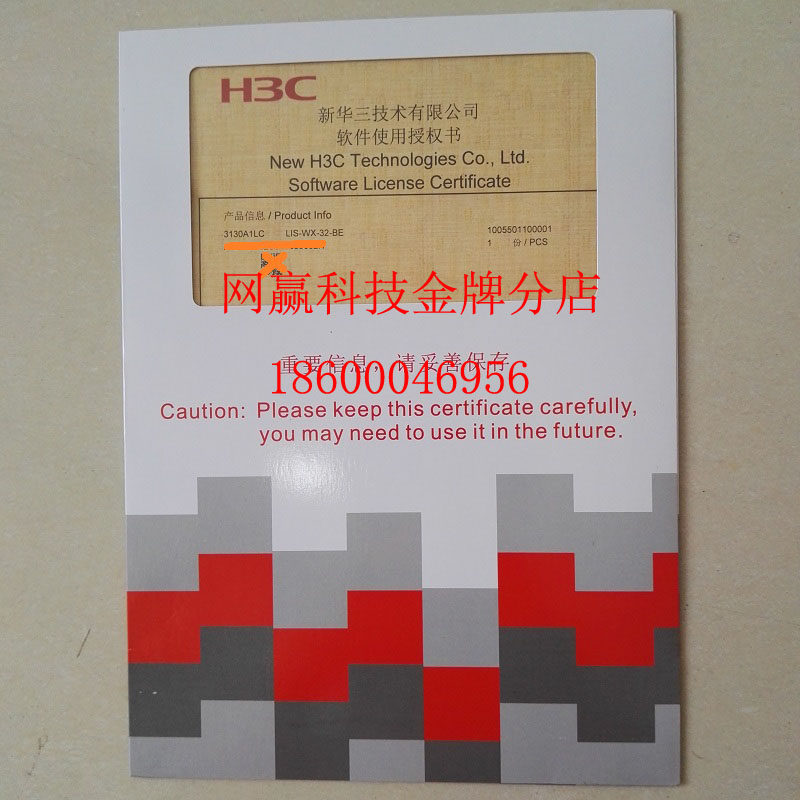 H3C
新华三技术有限公司
软件使用授权书
New H3C Technologies Co., Ltd.
Software License Certificate
产品信息 / Product Info
3130A1LC LIS-WX-32-BE 1005501100001
1 份 / PCS
网赢科技金牌分店
重要信息，请妥善保存
18600046956
Caution: Please keep this certificate carefully,
you may need to use it in the future.